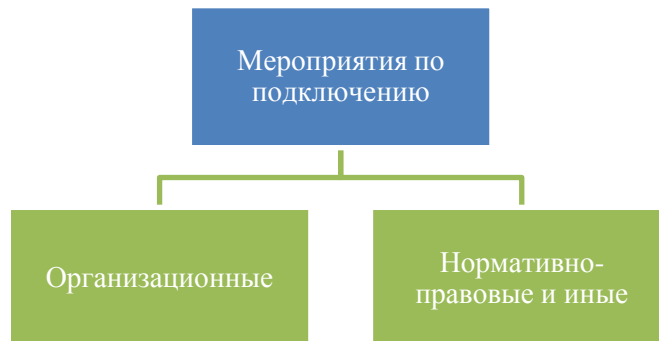 Мероприятия по
подключению
Организационные
Нормативно-
правовые и иные